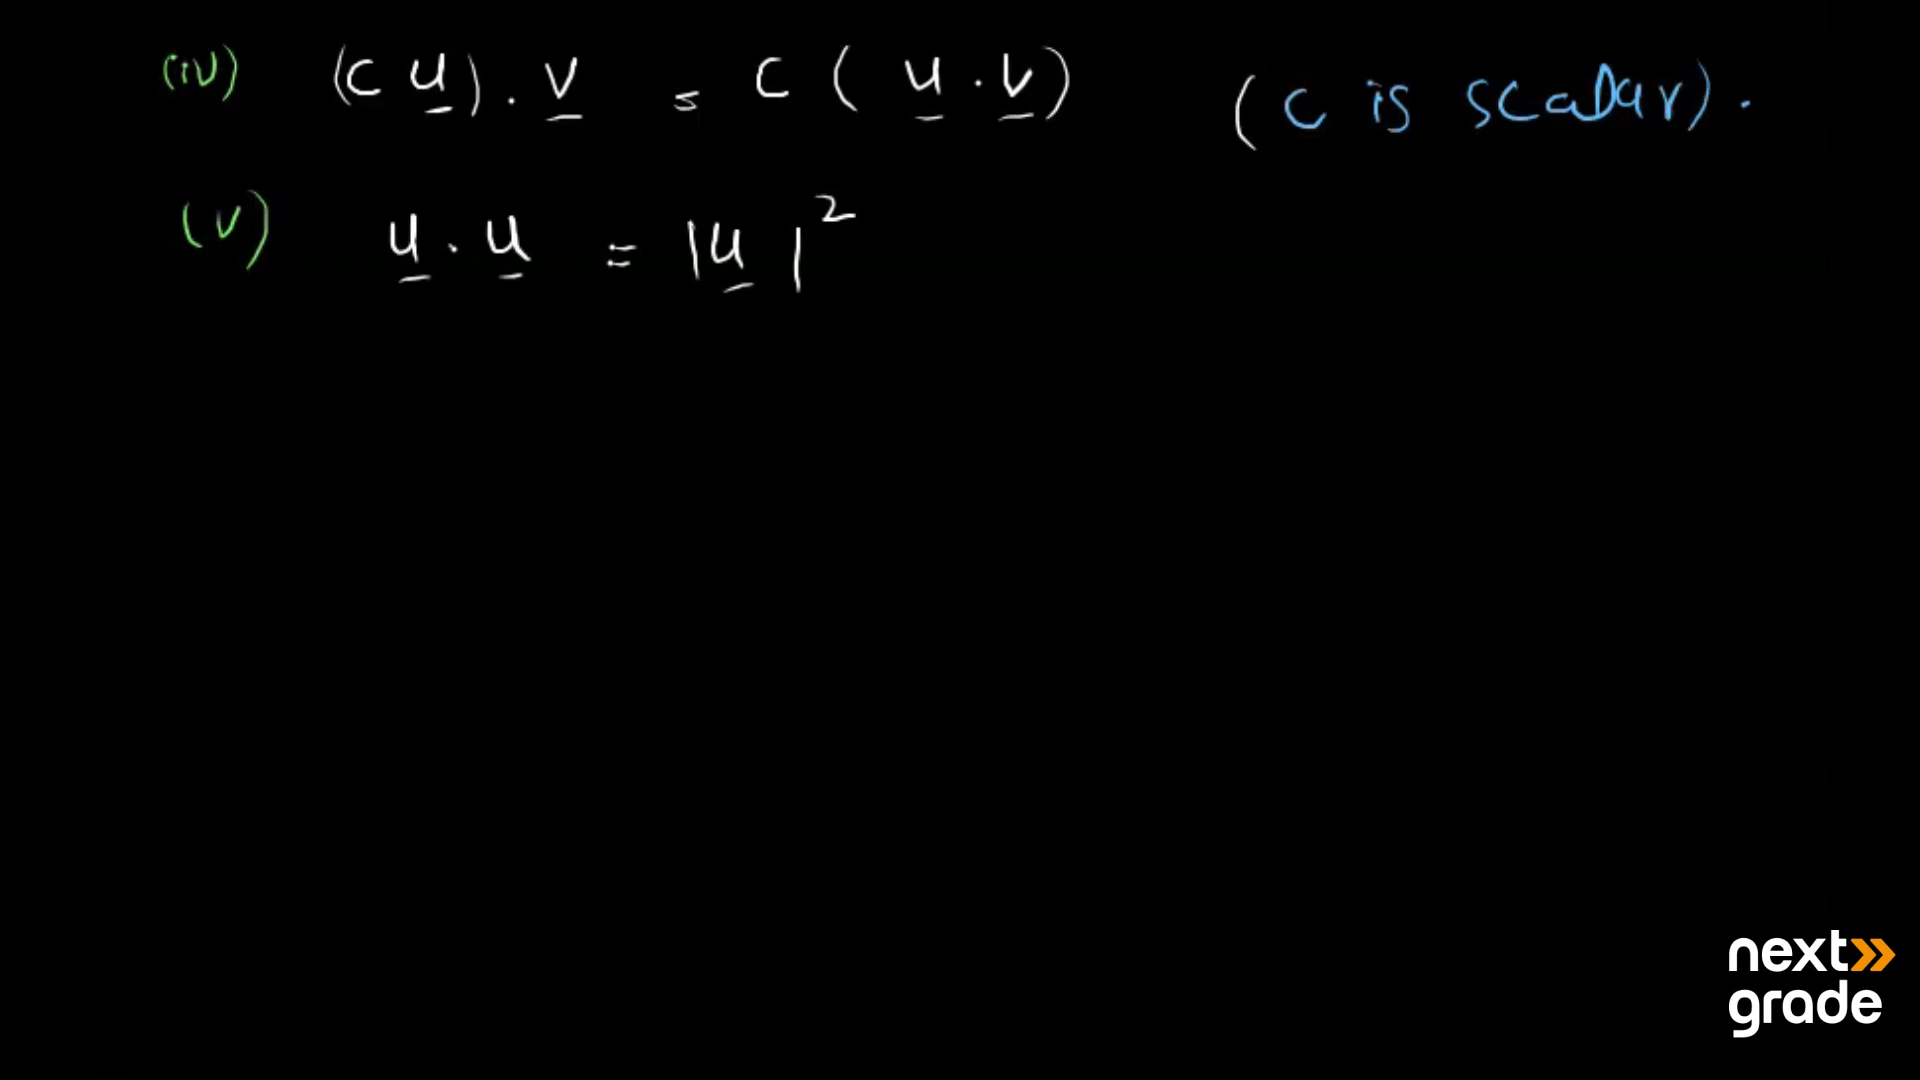 (iv) (c u) . v = c ( u . v) (c is scalar).
(v) u . u = |u|²
next
grade